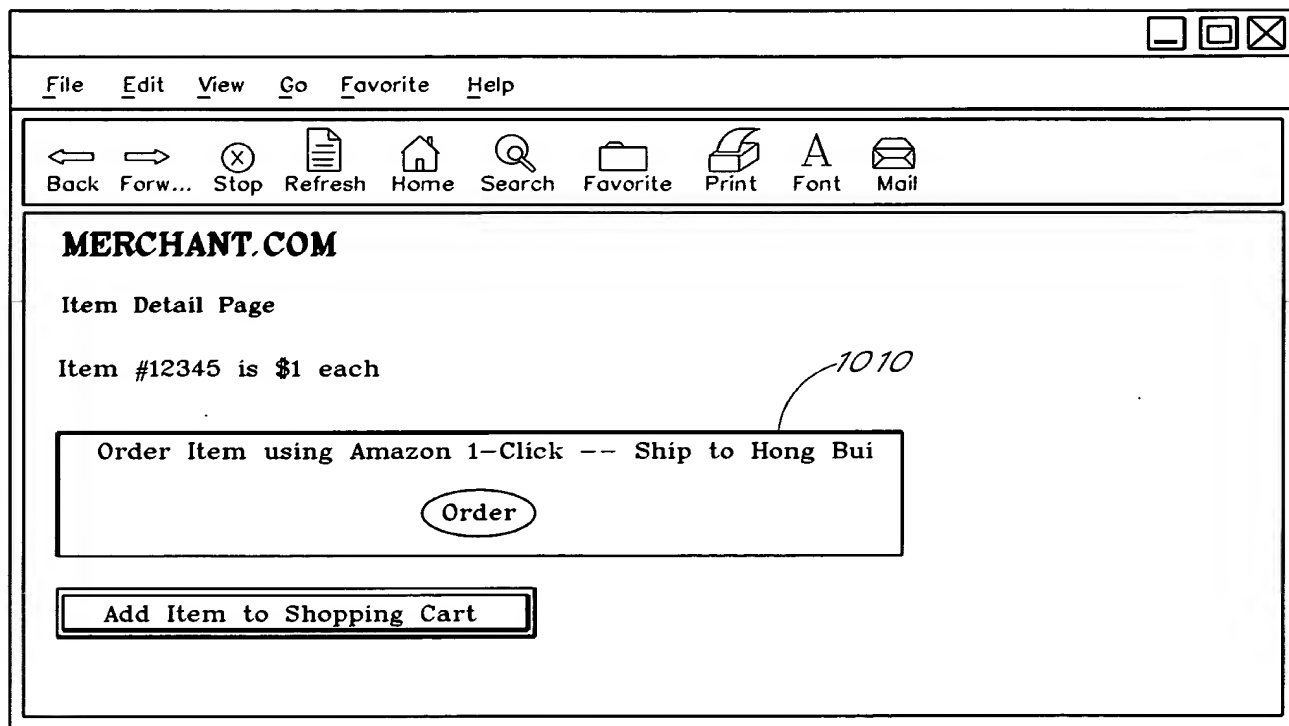 File Edit View Go Favorite Help
Back Forw... Stop Refresh Home Search Favorite Print Font Mail
MERCHANT.COM
Item Detail Page
Item #12345 is $1 each
1010
Order Item using Amazon 1-Click -- Ship to Hong Bui
Order
Add Item to Shopping Cart